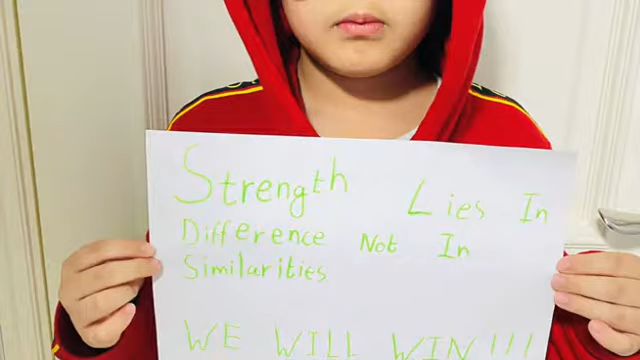 Strength Lies In
Difference Not In
Similarities
WE WILL WIN!!!